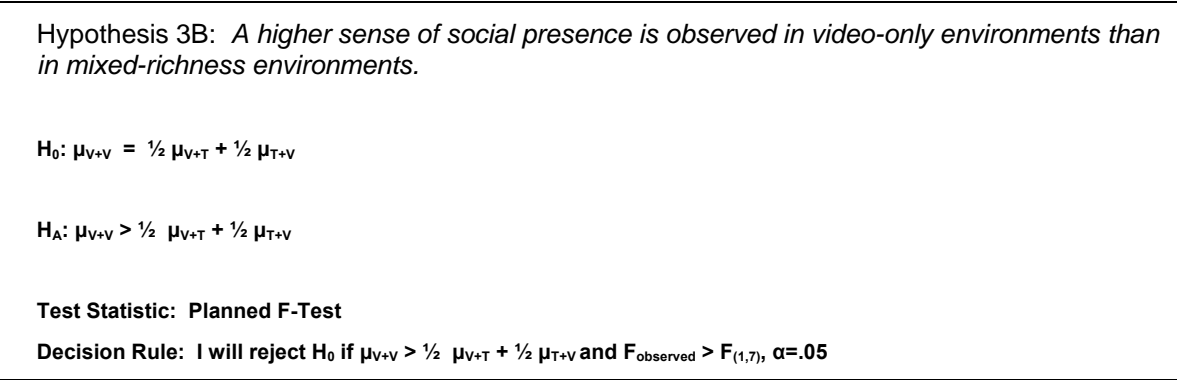 Hypothesis 3B:  A higher sense of social presence is observed in video-only environments than
in mixed-richness environments.
H₀: μV+V  =  ½ μV+T + ½ μT+V
HA: μV+V > ½  μV+T + ½ μT+V
Test Statistic:  Planned F-Test
Decision Rule:  I will reject H₀ if μV+V > ½  μV+T + ½ μT+V and Fobserved > F(1,7), α=.05